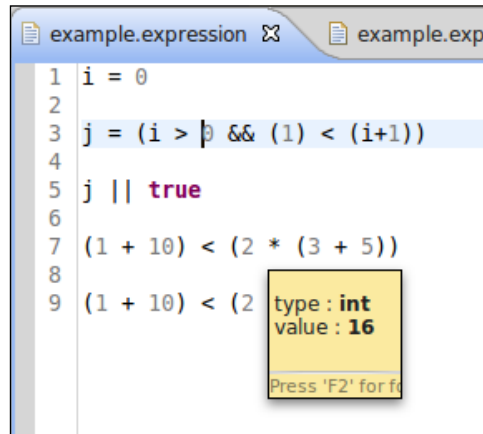 example.expression
example.exp
1 i = 0
2
3 j = (i > 0 && (1) < (i+1))
4
5 j || true
6
7 (1 + 10) < (2 * (3 + 5))
8
9 (1 + 10) < (2
type : int
value : 16
Press 'F2' for fo